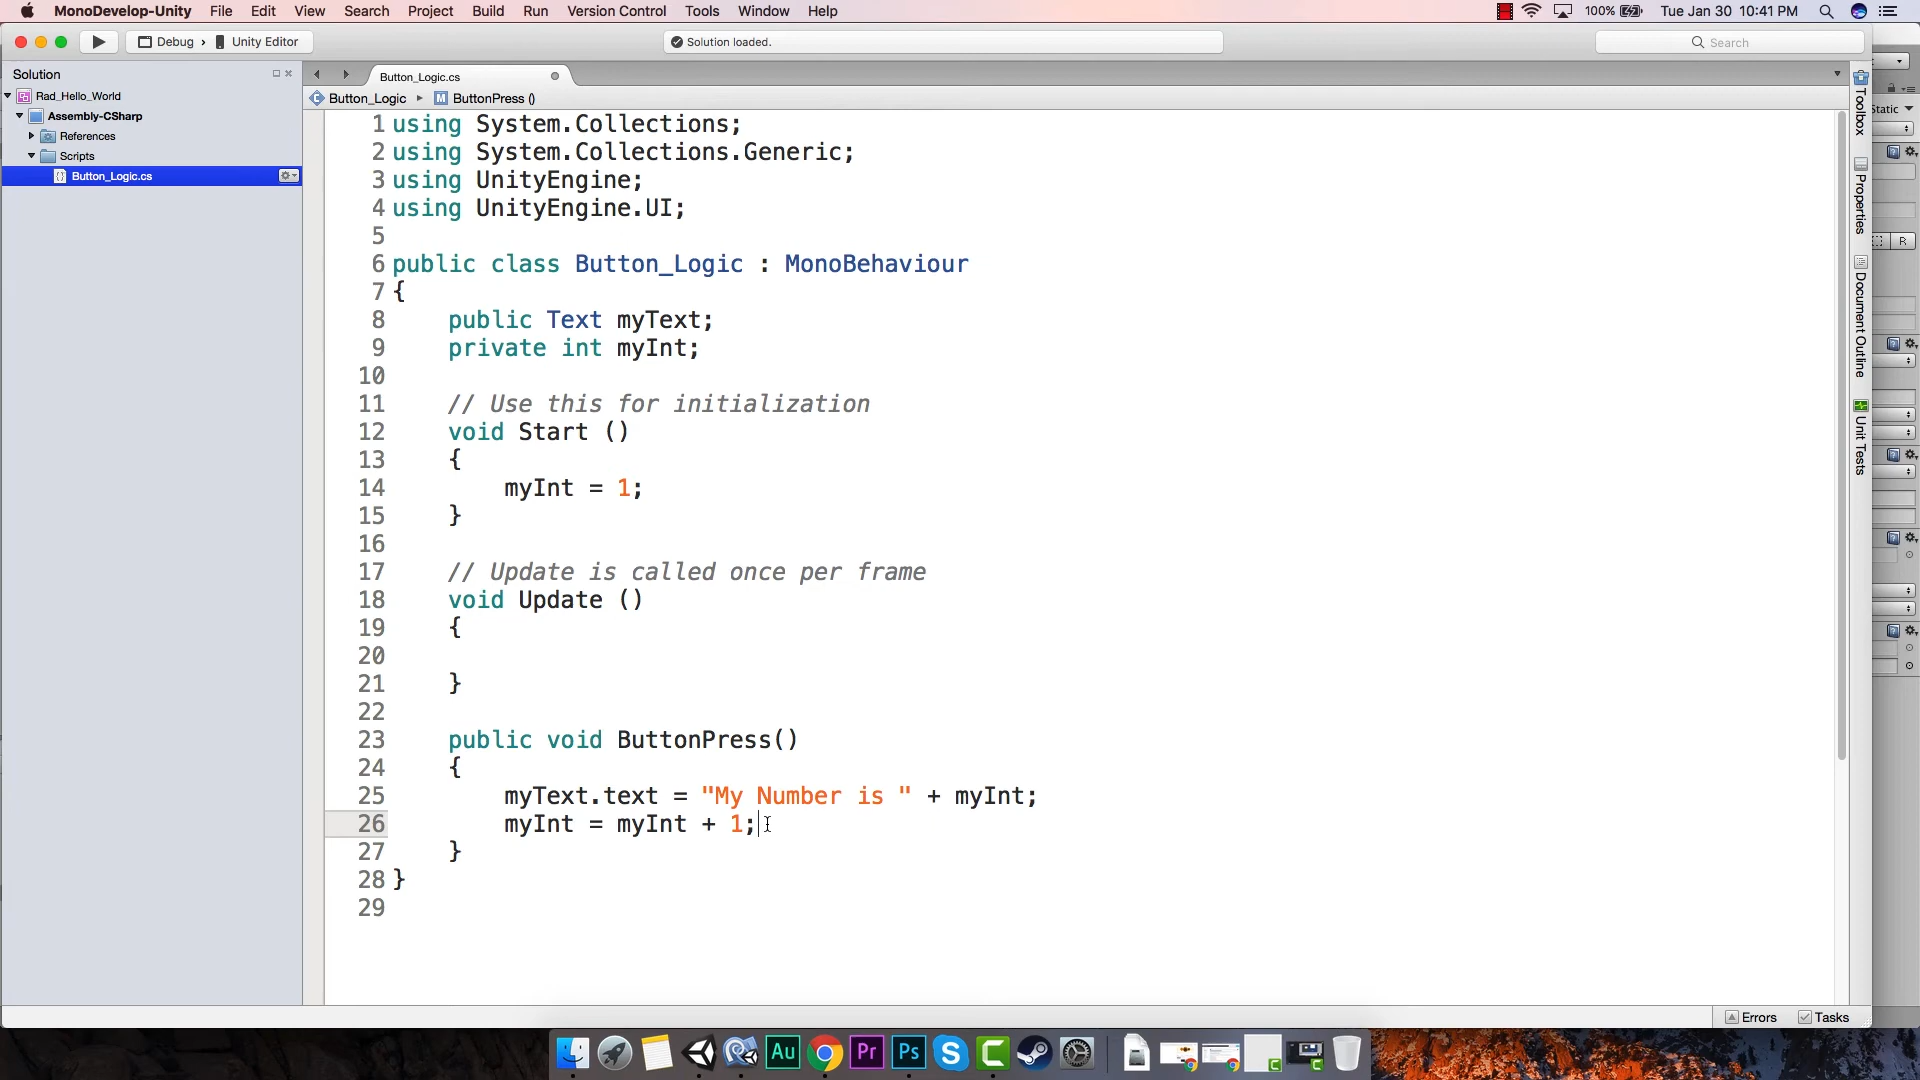 MonoDevelop-Unity File Edit View Search Project Build Run Version Control Tools Window Help 100% Tue Jan 30 10:41 PM
Debug › Unity Editor Solution loaded. Search
Solution
Rad_Hello_World
Assembly-CSharp
References
Scripts
Button_Logic.cs
Button_Logic.cs
Button_Logic ▸ ButtonPress ()
1 using System.Collections;
2 using System.Collections.Generic;
3 using UnityEngine;
4 using UnityEngine.UI;
5
6 public class Button_Logic : MonoBehaviour
7 {
8 public Text myText;
9 private int myInt;
10
11 // Use this for initialization
12 void Start ()
13 {
14 myInt = 1;
15 }
16
17 // Update is called once per frame
18 void Update ()
19 {
20
21 }
22
23 public void ButtonPress()
24 {
25 myText.text = "My Number is " + myInt;
26 myInt = myInt + 1;
27 }
28 }
29
Toolbox
Properties
Document Outline
Unit Tests
Static
R
Errors Tasks
Au Pr Ps S C